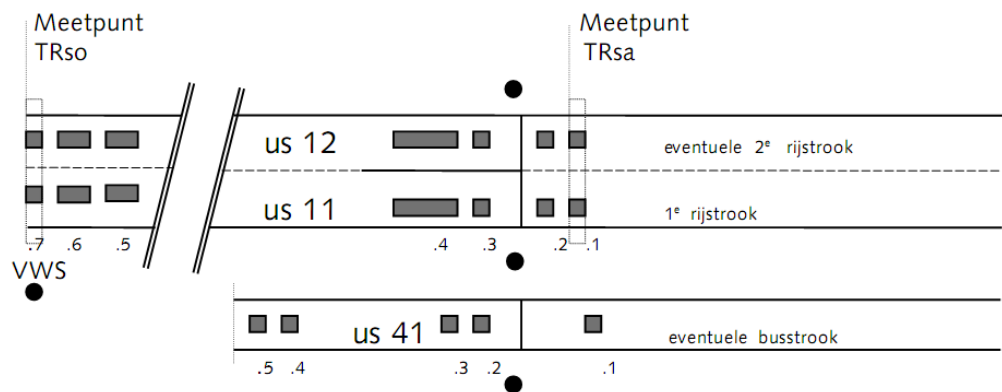 Meetpunt
TRso
Meetpunt
TRsa
us 12
eventuele 2e rijstrook
us 11
1e rijstrook
.7 .6 .5 .4 .3 .2 .1
VWS
us 41
eventuele busstrook
.5 .4 .3 .2 .1